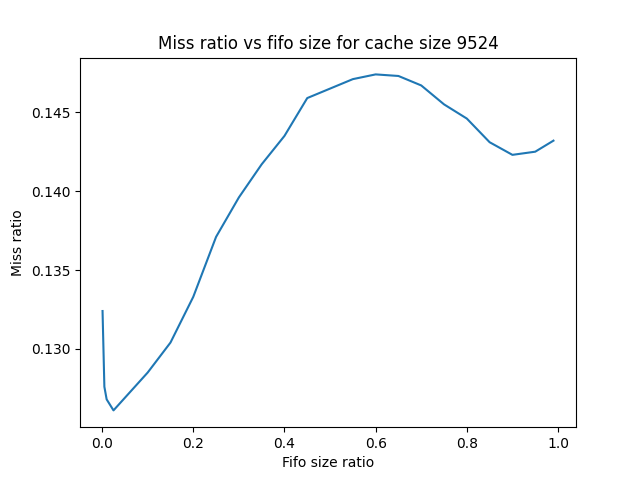 Miss ratio vs fifo size for cache size 9524
Miss ratio
0.145
0.140
0.135
0.130
0.0 0.2 0.4 0.6 0.8 1.0
Fifo size ratio